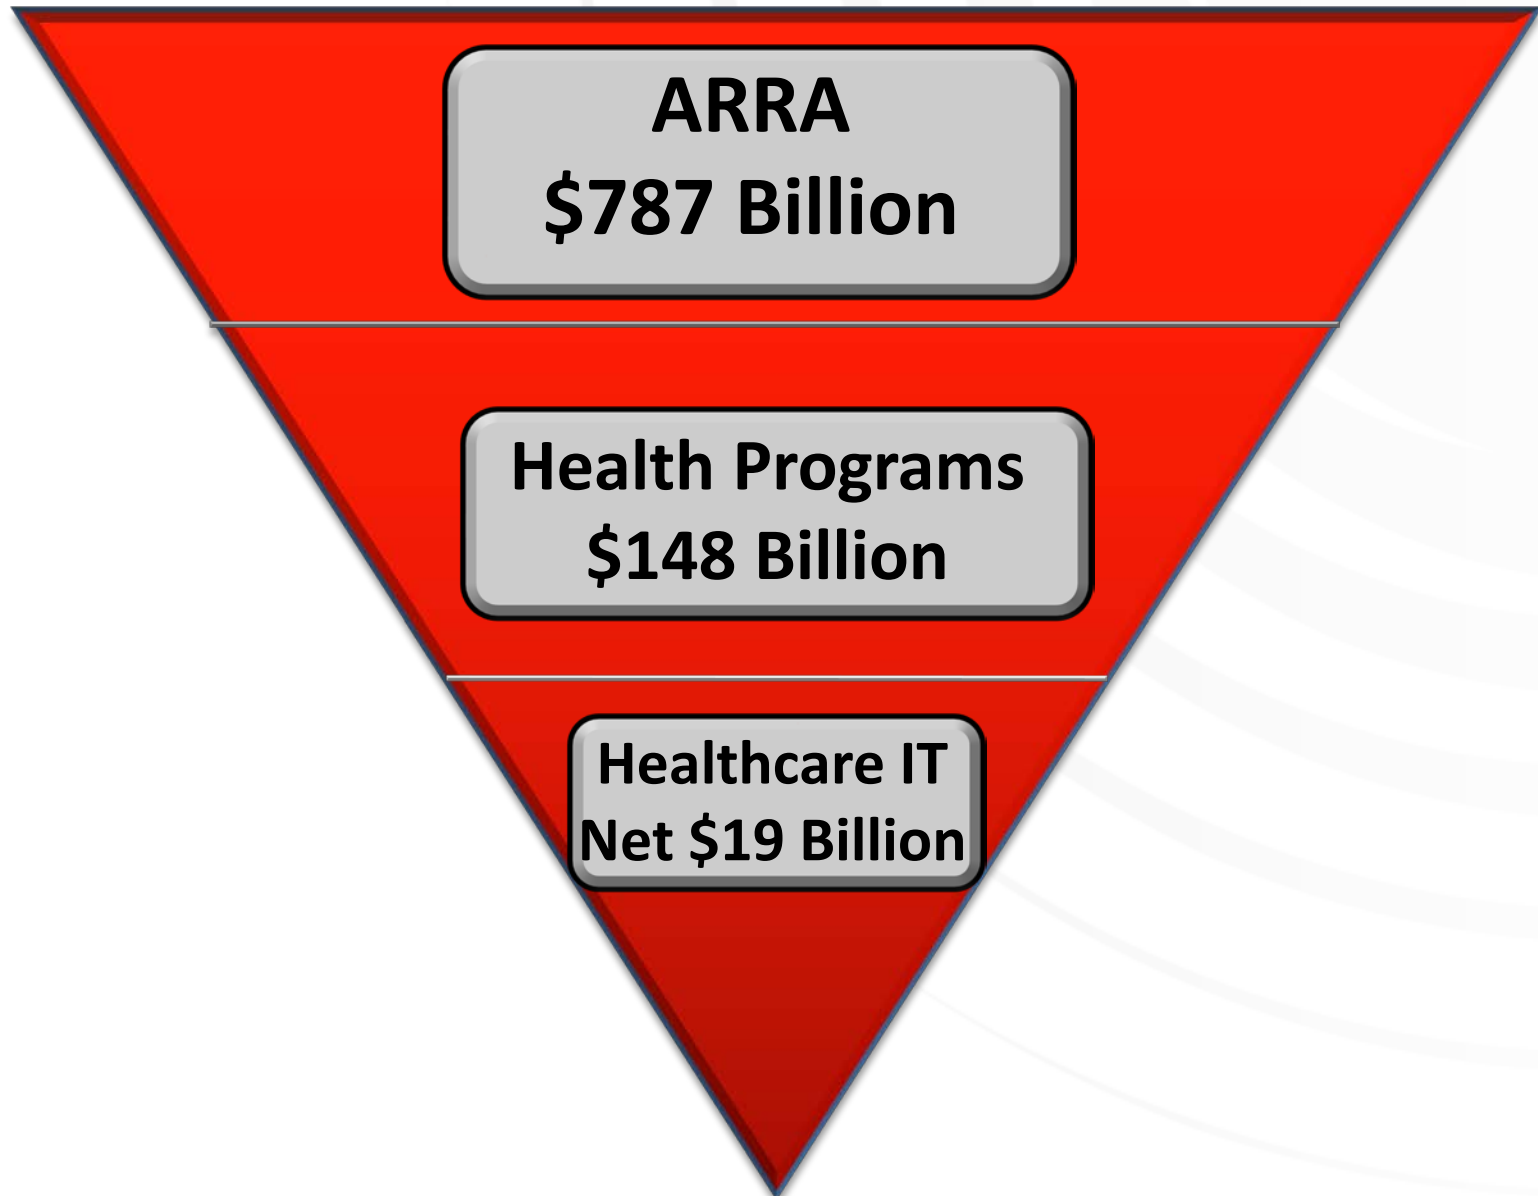 ARRA
$787 Billion
Health Programs
$148 Billion
Healthcare IT
Net $19 Billion